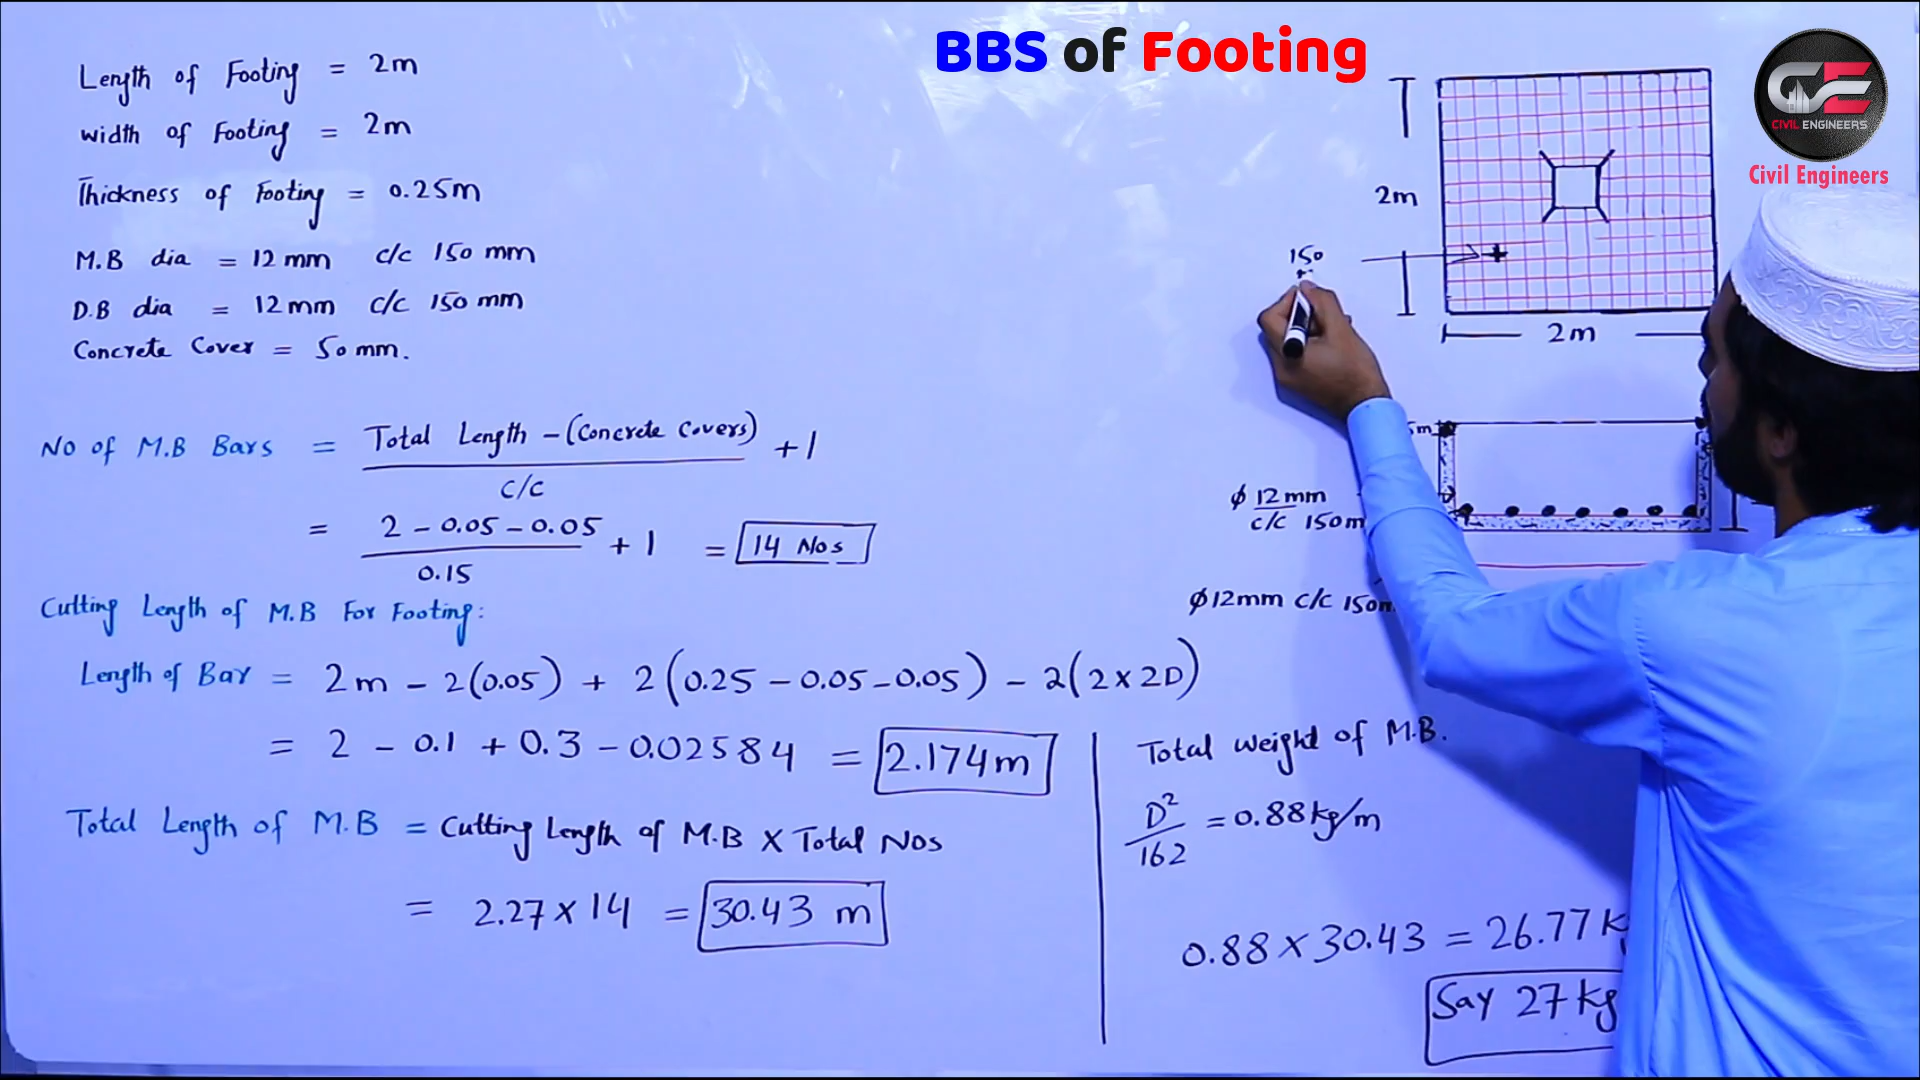 BBS of Footing
Length of Footing = 2m
width of Footing = 2m
Thickness of Footing = 0.25m
M.B dia = 12 mm c/c 150 mm
D.B dia = 12mm c/c 150 mm
Concrete Cover = 50 mm.
No of M.B Bars = Total Length - (Concrete Covers) + 1
c/c
= 2 - 0.05 - 0.05 + 1 = 14 Nos
0.15
Cutting Length of M.B For Footing:
Length of Bar = 2m - 2(0.05) + 2(0.25 - 0.05 - 0.05) - 2(2×2D)
= 2 - 0.1 + 0.3 - 0.02584 = 2.174m
Total Length of M.B = Cutting Length of M.B × Total Nos
= 2.27 × 14 = 30.43 m
Total weight of M.B.
D²
162
= 0.88 kg/m
0.88 × 30.43 = 26.77 K
Say 27 kg
2m
150
2m
5m
ϕ 12 mm
c/c 150m
ϕ12mm c/c 150m
CIVIL ENGINEERS
Civil Engineers